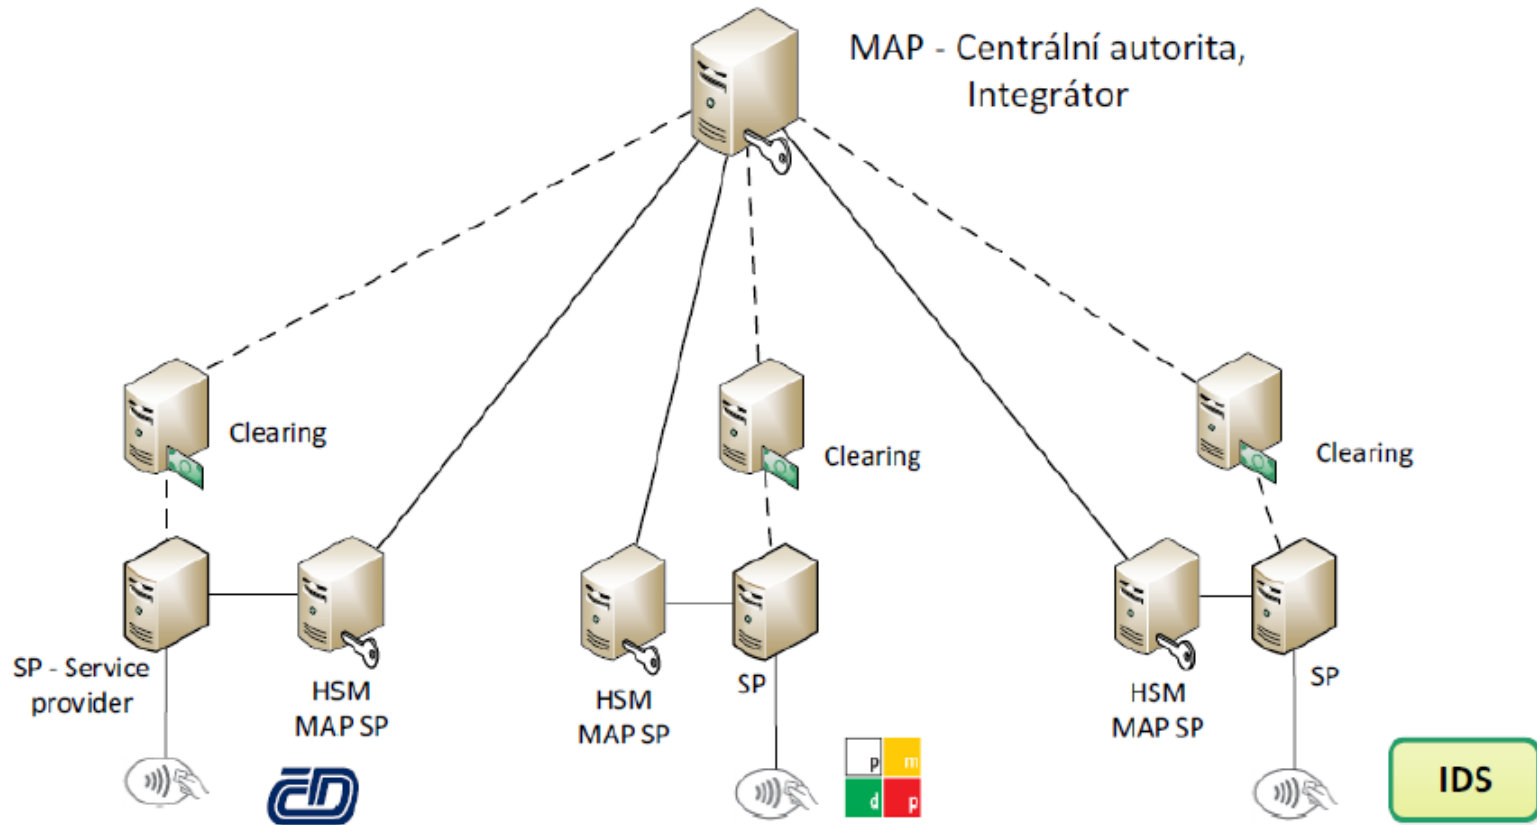 MAP - Centrální autorita,
Integrátor
Clearing
Clearing
Clearing
SP - Service
provider
HSM
MAP SP
HSM
MAP SP
SP
HSM
MAP SP
SP
ČD
p m
d p
IDS